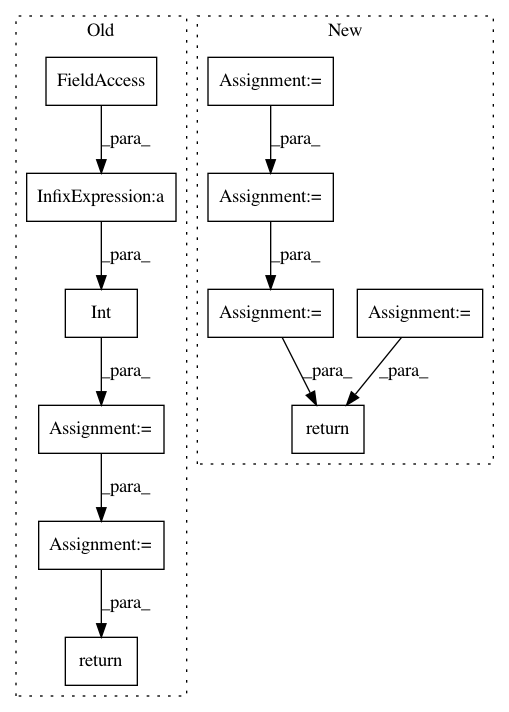 Old
FieldAccess
_para_
InfixExpression:a
_para_
Int
_para_
Assignment:=
_para_
Assignment:=
_para_
return
New
Assignment:=
_para_
Assignment:=
_para_
Assignment:=
Assignment:=
_para_
_para_
return